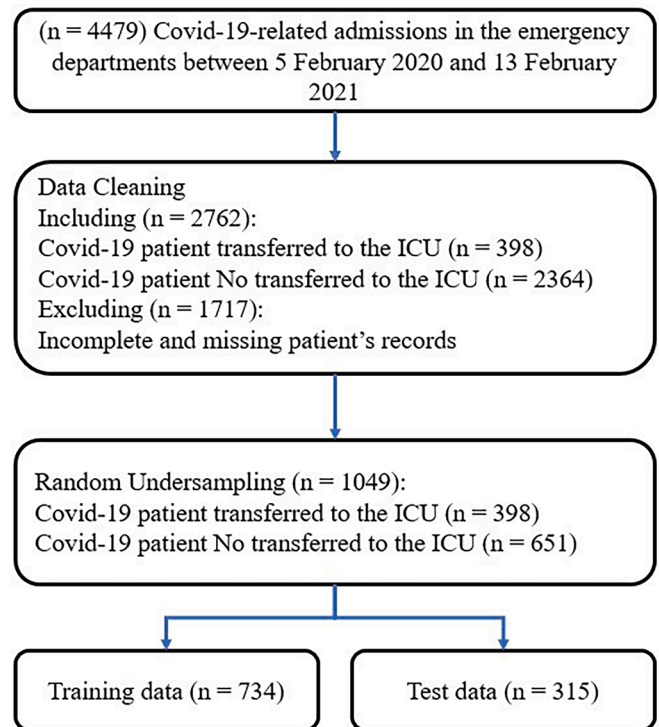 (n = 4479) Covid-19-related admissions in the emergency
departments between 5 February 2020 and 13 February
2021
Data Cleaning
Including (n = 2762):
Covid-19 patient transferred to the ICU (n = 398)
Covid-19 patient No transferred to the ICU (n = 2364)
Excluding (n = 1717):
Incomplete and missing patient’s records
Random Undersampling (n = 1049):
Covid-19 patient transferred to the ICU (n = 398)
Covid-19 patient No transferred to the ICU (n = 651)
Training data (n = 734)
Test data (n = 315)